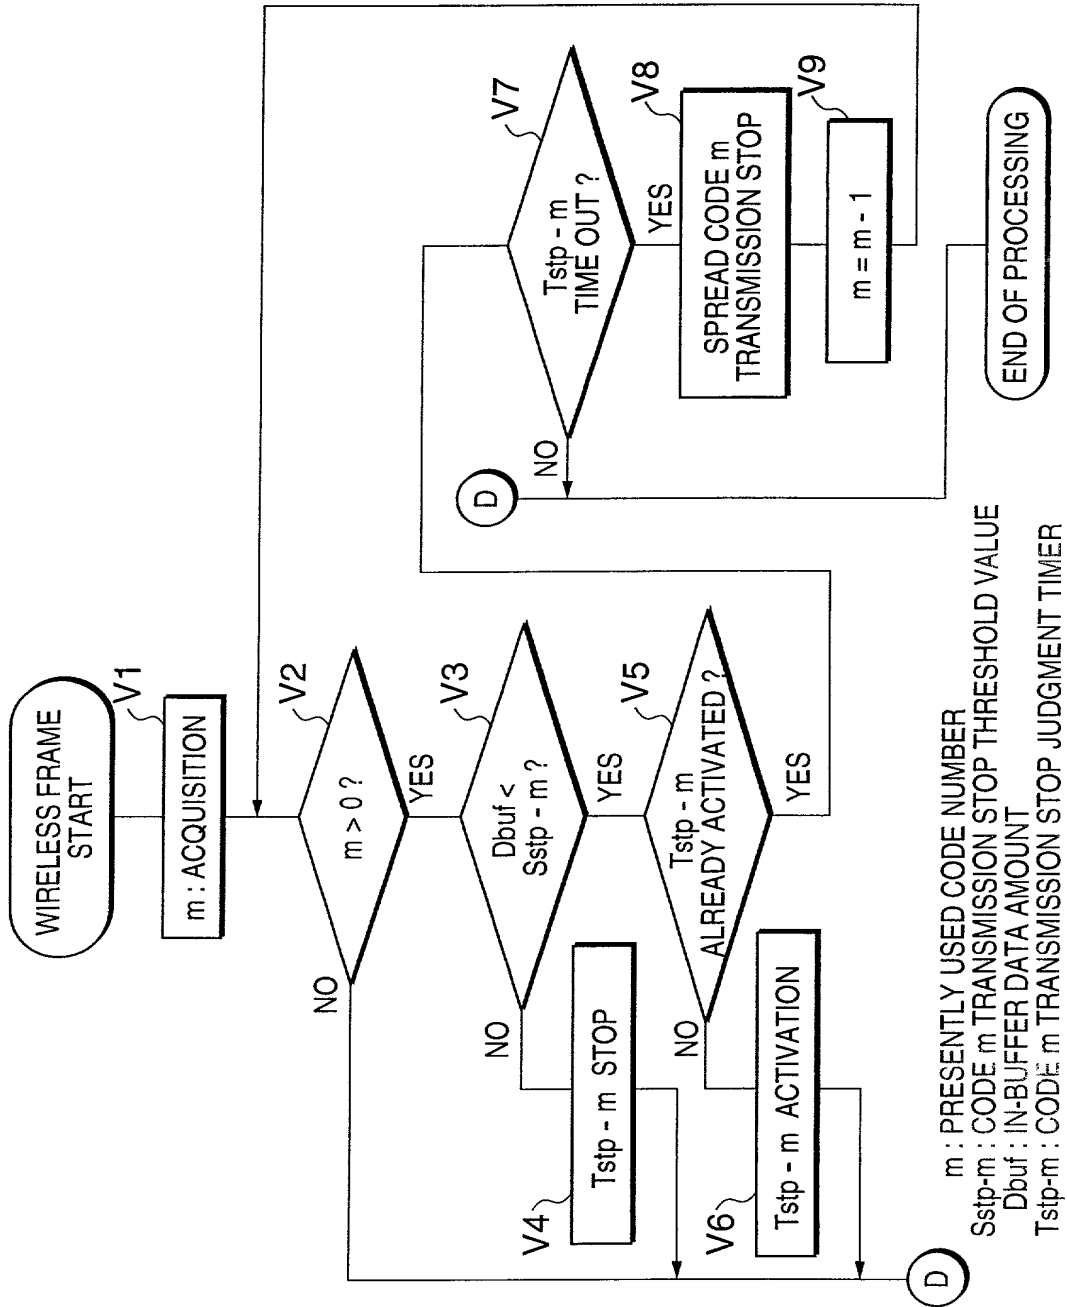 WIRELESS FRAME
START
V1
m : ACQUISITION
V2
m > 0 ?
NO
YES
V3
Dbuf <
Sstp - m ?
NO
YES
V4
Tstp - m STOP
V5
Tstp - m
ALREADY ACTIVATED ?
NO
YES
V6
Tstp - m ACTIVATION
D
V7
Tstp - m
TIME OUT ?
NO
YES
D
V8
SPREAD CODE m
TRANSMISSION STOP
V9
m = m - 1
END OF PROCESSING
m : PRESENTLY USED CODE NUMBER
Sstp-m : CODE m TRANSMISSION STOP THRESHOLD VALUE
Dbuf : IN-BUFFER DATA AMOUNT
Tstp-m : CODE m TRANSMISSION STOP JUDGMENT TIMER